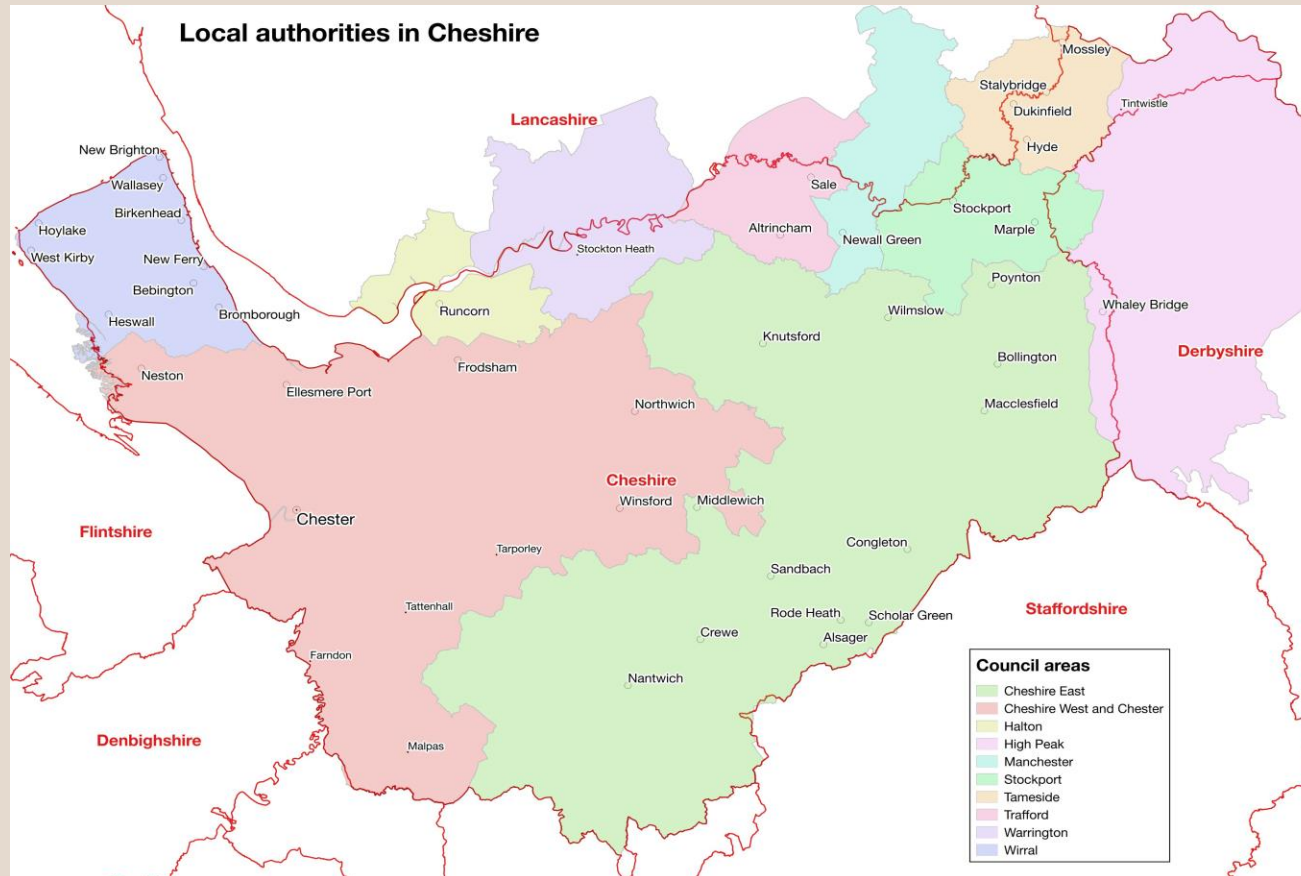 Local authorities in Cheshire
Mossley
Stalybridge
Tintwistle
Dukinfield
Lancashire
Hyde
New Brighton
Wallasey
Sale
Birkenhead
Stockport
Hoylake
Marple
Altrincham
Newall Green
Stockton Heath
West Kirby
New Ferry
Poynton
Bebington
Whaley Bridge
Runcorn
Bromborough
Wilmslow
Heswall
Knutsford
Derbyshire
Bollington
Frodsham
Neston
Ellesmere Port
Northwich
Macclesfield
Cheshire
Winsford
Middlewich
Chester
Flintshire
Congleton
Tarporley
Sandbach
Tattenhall
Rode Heath
Scholar Green
Staffordshire
Crewe
Alsager
Farndon
Nantwich
Denbighshire
Malpas
Council areas
Cheshire East
Cheshire West and Chester
Halton
High Peak
Manchester
Stockport
Tameside
Trafford
Warrington
Wirral